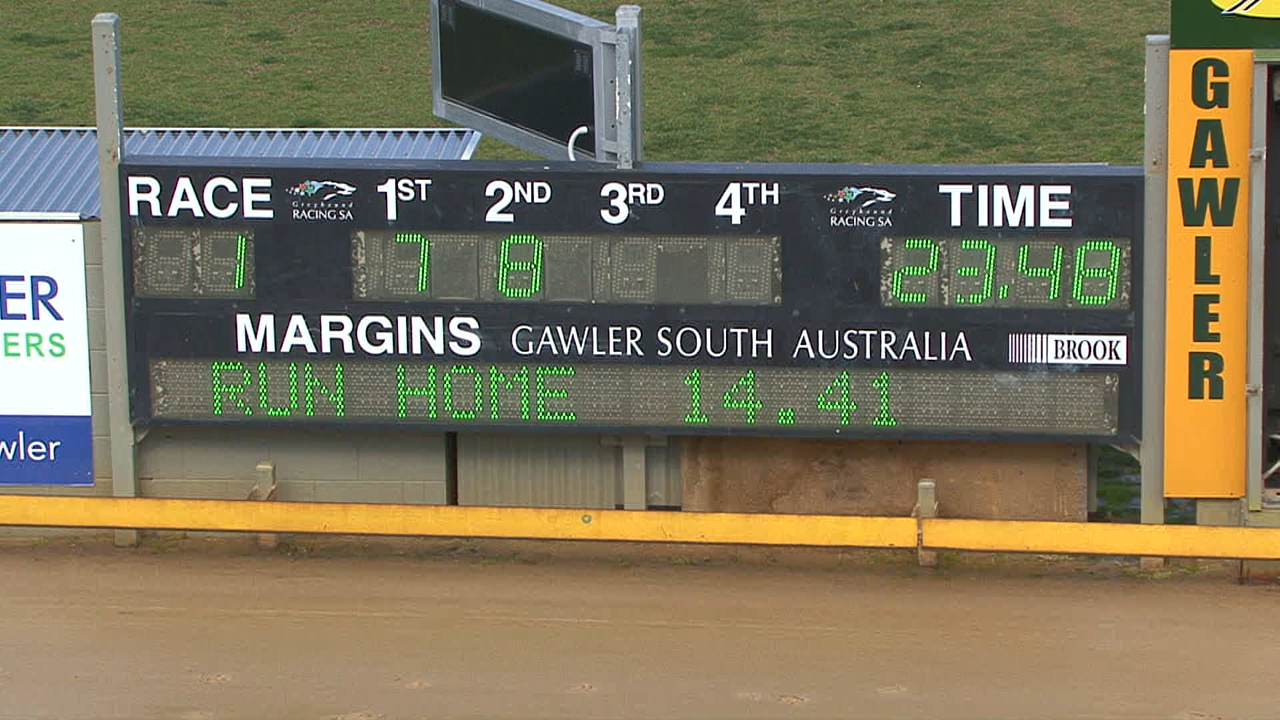 RACE Greyhound RACING SA 1ST 2ND 3RD 4TH Greyhound RACING SA TIME
1 7 8 23.48
MARGINS GAWLER SOUTH AUSTRALIA BROOK
RUN HOME 14.41
GAWLER
ER
ERS
wler